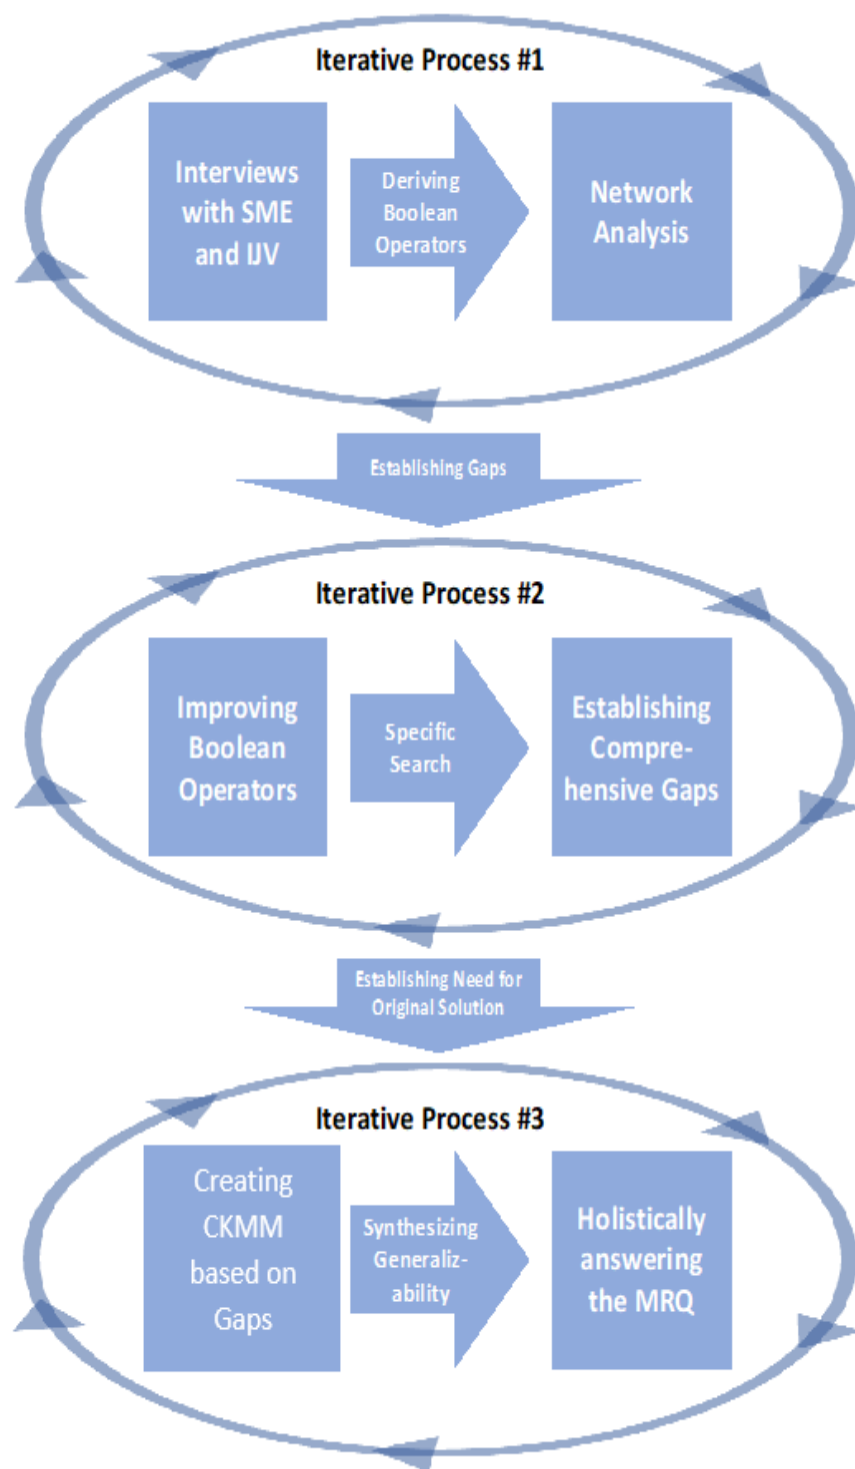 Iterative Process #1
Interviews
with SME
and IJV
Deriving
Boolean
Operators
Network
Analysis
Establishing Gaps
Iterative Process #2
Improving
Boolean
Operators
Specific
Search
Establishing
Compre-
hensive Gaps
Establishing Need for
Original Solution
Iterative Process #3
Creating
CKMM
based on
Gaps
Synthesizing
Generaliz-
ability
Holistically
answering
the MRQ